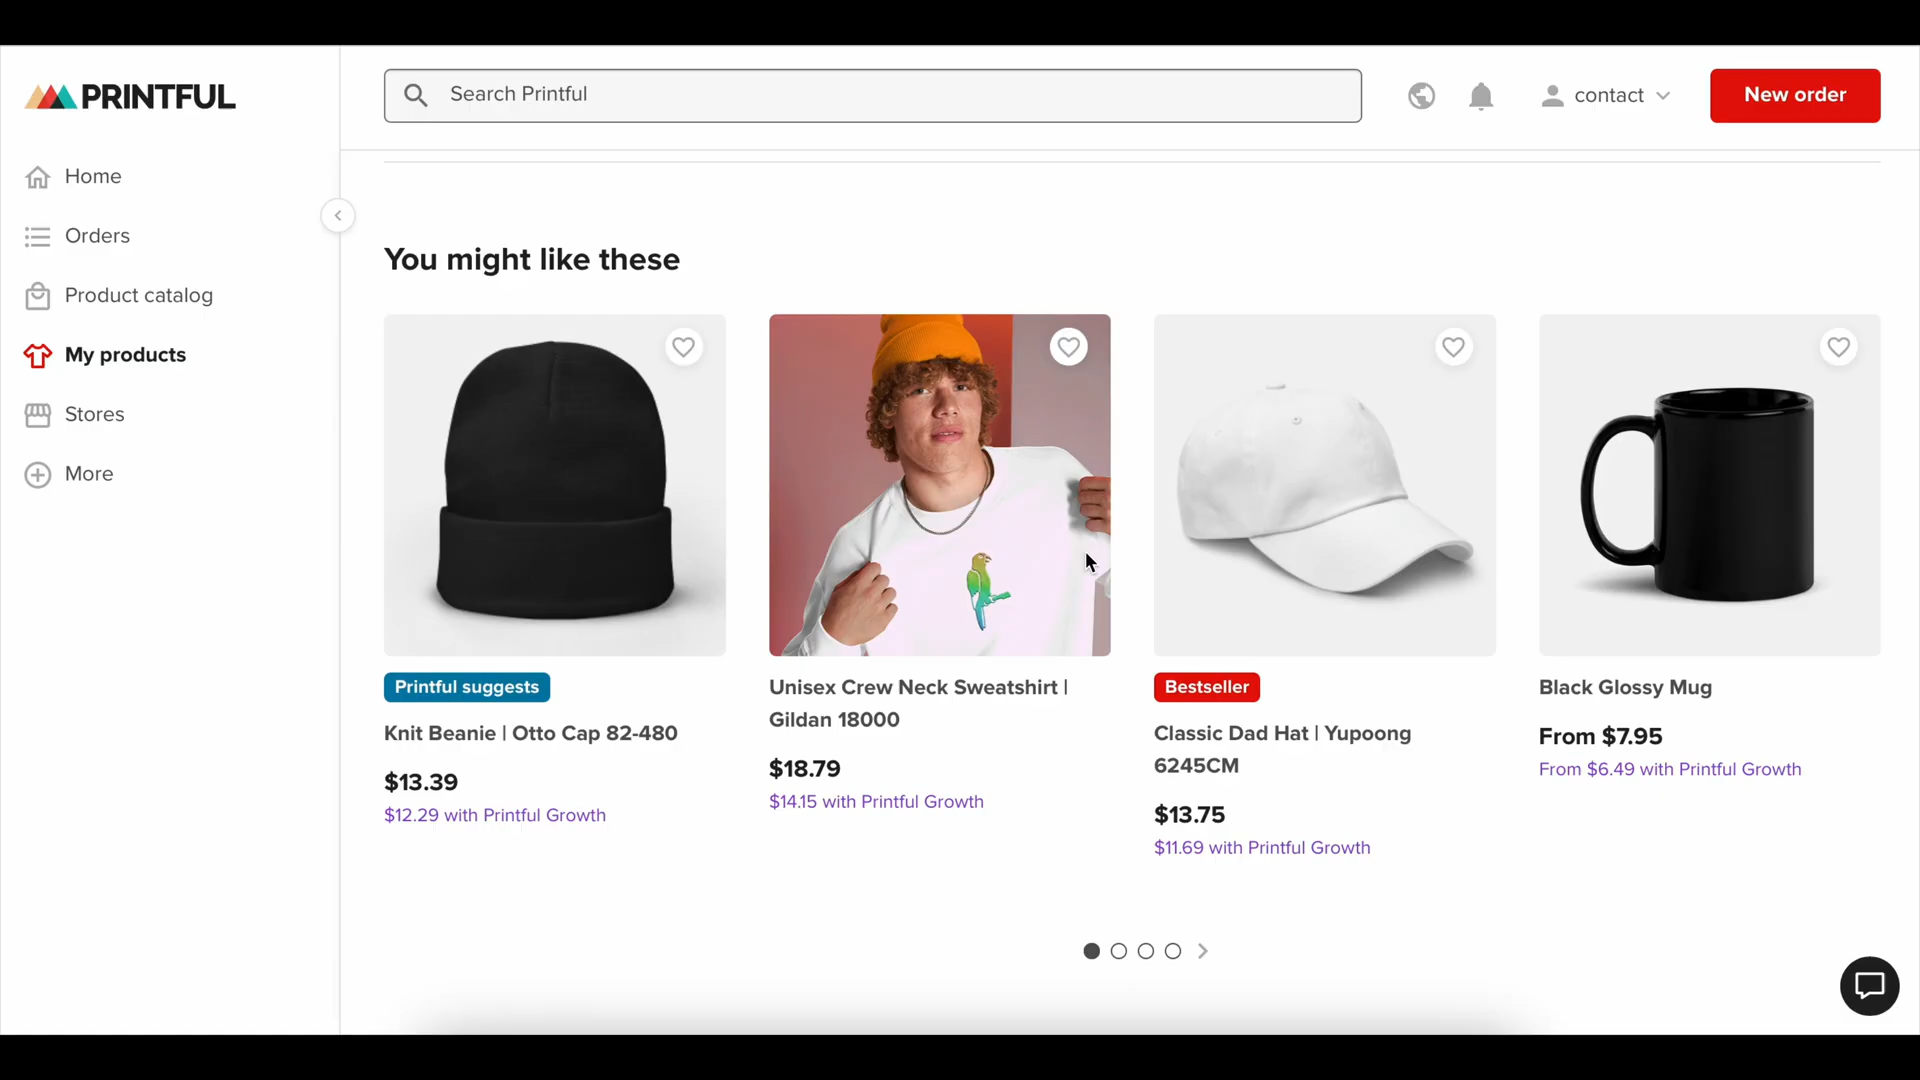 PRINTFUL
Search Printful
contact
New order
Home
Orders
Product catalog
My products
Stores
More
You might like these
Printful suggests
Knit Beanie | Otto Cap 82-480
$13.39
$12.29 with Printful Growth
Unisex Crew Neck Sweatshirt |
Gildan 18000
$18.79
$14.15 with Printful Growth
Bestseller
Classic Dad Hat | Yupoong
6245CM
$13.75
$11.69 with Printful Growth
Black Glossy Mug
From $7.95
From $6.49 with Printful Growth